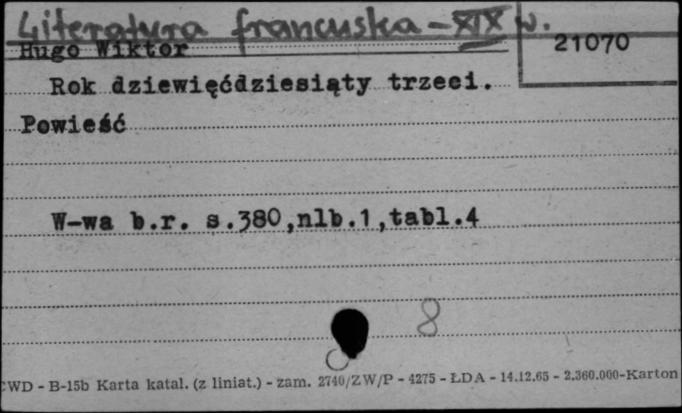 Literatura francuska - XIX w.
Hugo Wiktor
21070
Rok dziewięćdziesiąty trzeci.
Powieść
W-wa b.r. s.380,nlb.1,tabl.4
8
CWD - B-15b Karta katal. (z liniat.) - zam. 2740/ZW/P - 4275 - ŁDA - 14.12.65 - 2.360.000-Karton